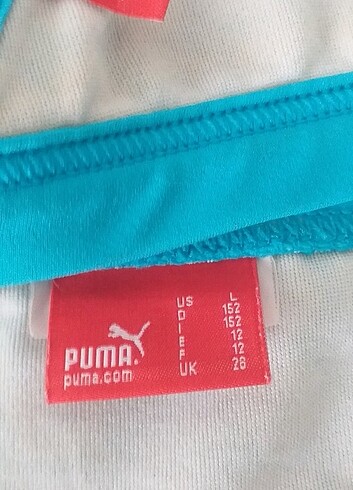 US L
D 152
I 152
E 12
F 12
UK 28
PUMA
puma.com